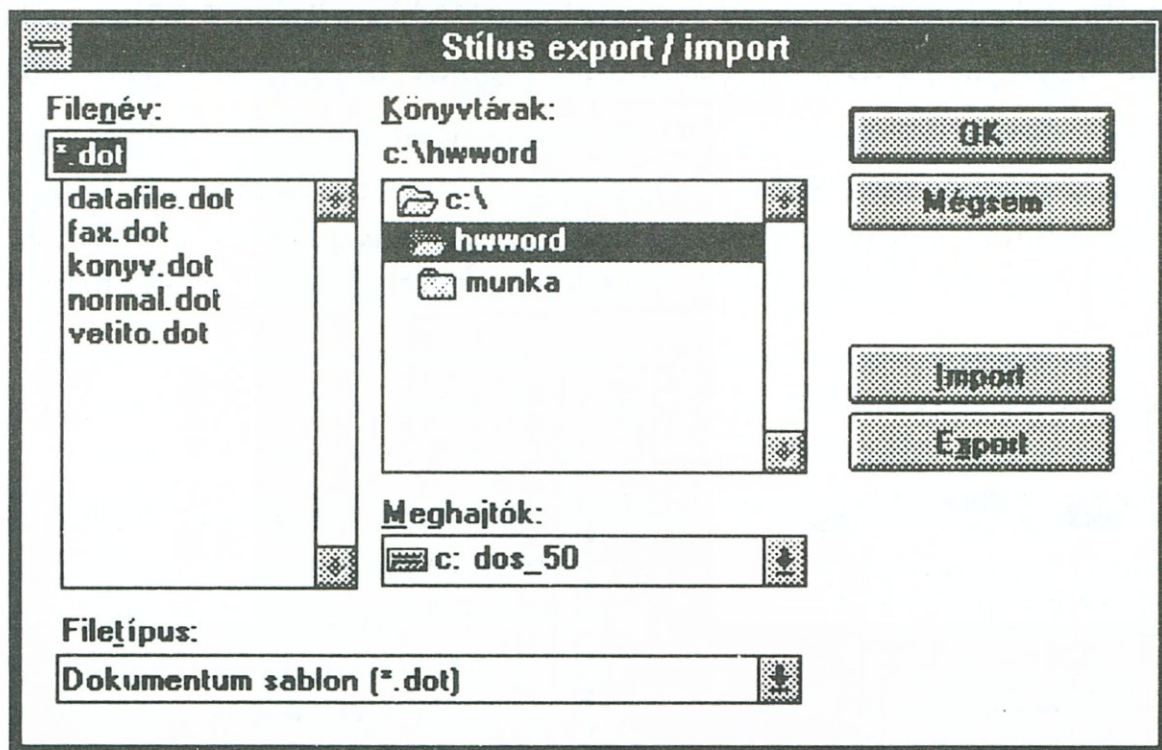 Stílus export / import
Filenév:
*.dot
datafile.dot
fax.dot
konyv.dot
normal.dot
vetito.dot
Könyvtárak:
c:\hwword
c:\
hwword
munka
Meghajtók:
c: dos_50
Filetípus:
Dokumentum sablon (*.dot)
OK
Mégsem
Import
Export